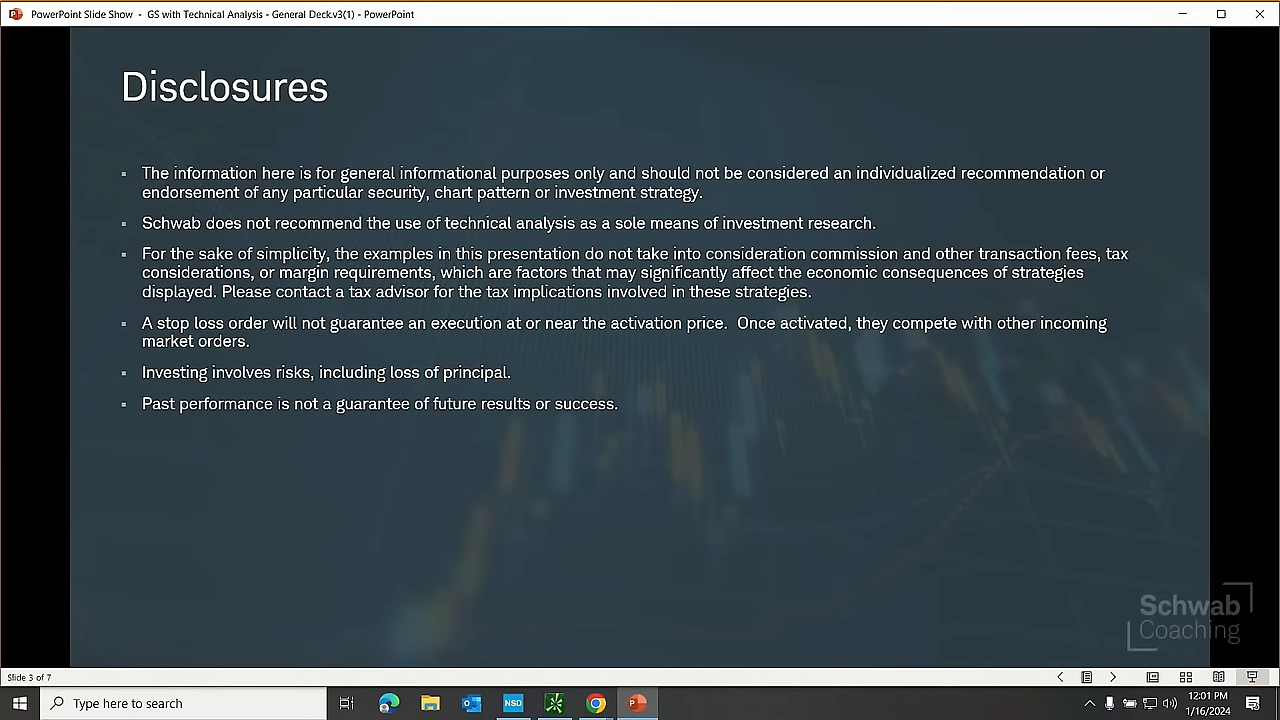 PowerPoint Slide Show - GS with Technical Analysis - General Deck.v3(1) - PowerPoint
Disclosures
▪ The information here is for general informational purposes only and should not be considered an individualized recommendation or
endorsement of any particular security, chart pattern or investment strategy.
▪ Schwab does not recommend the use of technical analysis as a sole means of investment research.
▪ For the sake of simplicity, the examples in this presentation do not take into consideration commission and other transaction fees, tax
considerations, or margin requirements, which are factors that may significantly affect the economic consequences of strategies
displayed. Please contact a tax advisor for the tax implications involved in these strategies.
▪ A stop loss order will not guarantee an execution at or near the activation price.  Once activated, they compete with other incoming
market orders.
▪ Investing involves risks, including loss of principal.
▪ Past performance is not a guarantee of future results or success.
Schwab
Coaching
Slide 3 of 7
Type here to search
NSD
12:01 PM
1/16/2024